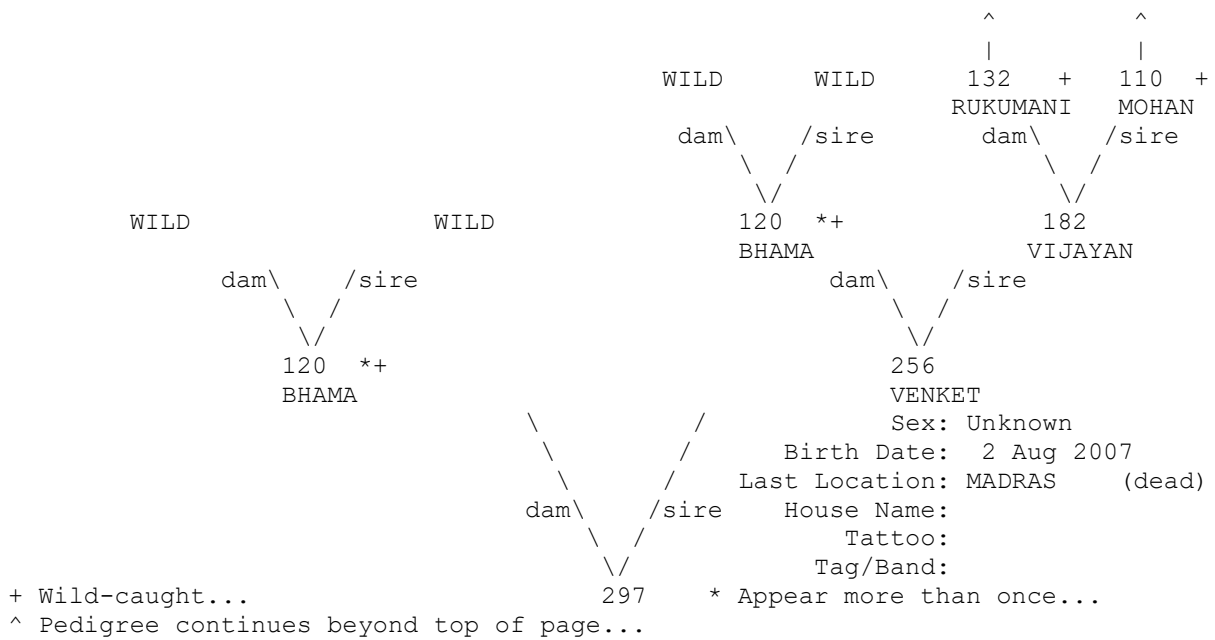 ^ ^
| |
WILD WILD 132 + 110 +
RUKUMANI MOHAN
dam\ /sire dam\ /sire
\ / \ /
\/ \/
WILD WILD 120 *+ 182
BHAMA VIJAYAN
dam\ /sire dam\ /sire
\ / \ /
\/ \/
120 *+ 256
BHAMA VENKET
\ / Sex: Unknown
\ / Birth Date: 2 Aug 2007
\ / Last Location: MADRAS (dead)
dam\ /sire House Name:
\ / Tattoo:
\/ Tag/Band:
+ Wild-caught... 297 * Appear more than once...
^ Pedigree continues beyond top of page...